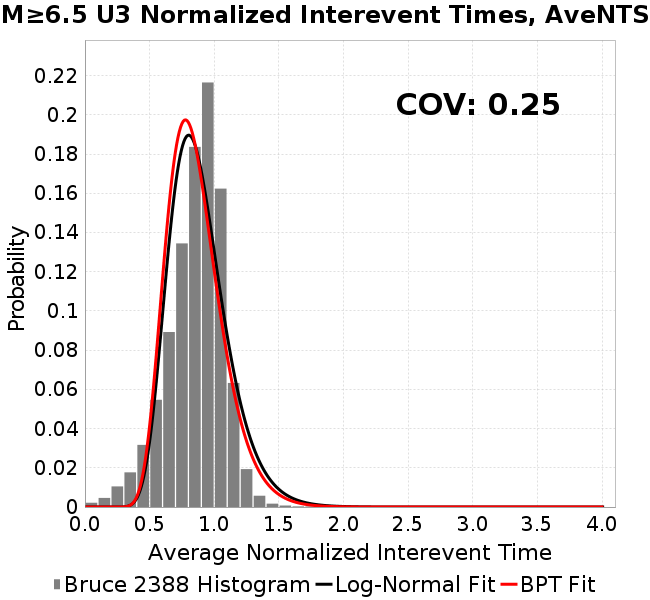 M≥6.5 U3 Normalized Interevent Times, AveNTS
COV: 0.25
0.22
0.2
0.18
0.16
0.14
0.12
0.1
0.08
0.06
0.04
0.02
0
Probability
0.0 0.5 1.0 1.5 2.0 2.5 3.0 3.5 4.0
Average Normalized Interevent Time
Bruce 2388 Histogram Log-Normal Fit BPT Fit